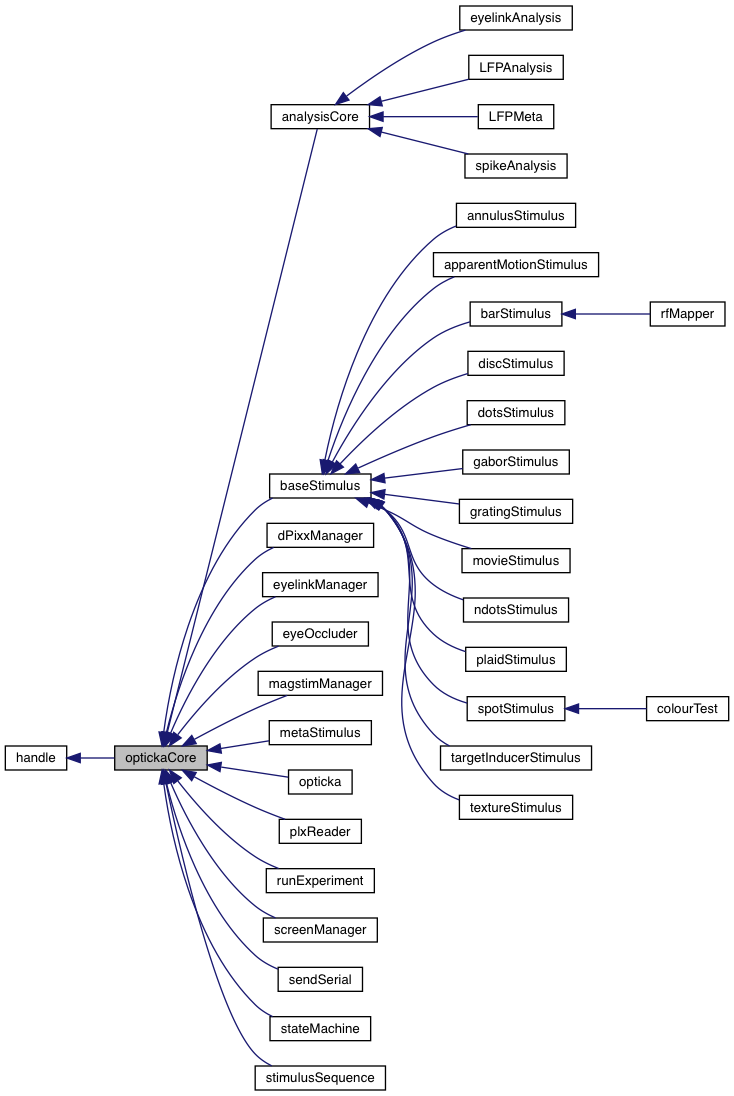 eyelinkAnalysis
LFPAnalysis
analysisCore
LFPMeta
spikeAnalysis
annulusStimulus
apparentMotionStimulus
barStimulus
rfMapper
discStimulus
dotsStimulus
gaborStimulus
baseStimulus
gratingStimulus
dPixxManager
movieStimulus
eyelinkManager
ndotsStimulus
eyeOccluder
plaidStimulus
magstimManager
spotStimulus
colourTest
metaStimulus
handle
optickaCore
targetInducerStimulus
opticka
textureStimulus
plxReader
runExperiment
screenManager
sendSerial
stateMachine
stimulusSequence